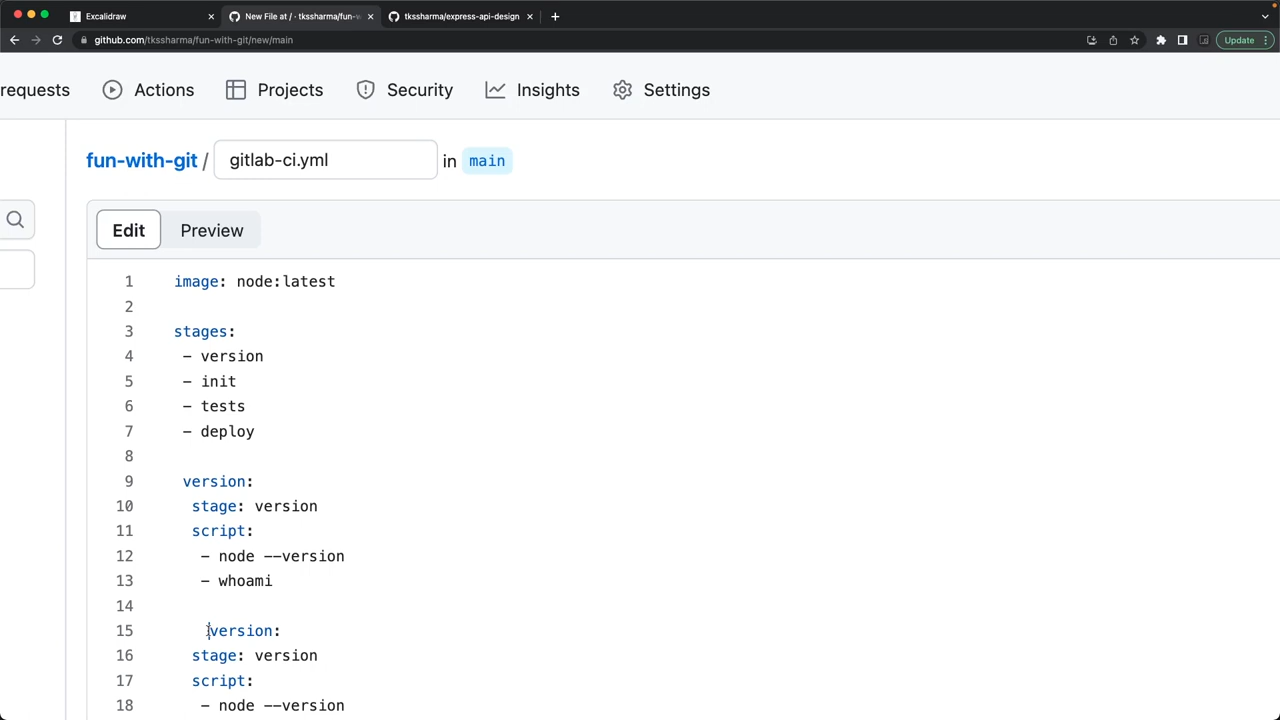 Excalidraw
New File at / · tkssharma/fun-w
tkssharma/express-api-design
github.com/tkssharma/fun-with-git/new/main
Update
requests
Actions
Projects
Security
Insights
Settings
fun-with-git / gitlab-ci.yml in main
Edit
Preview
1 image: node:latest
2
3 stages:
4 - version
5 - init
6 - tests
7 - deploy
8
9 version:
10 stage: version
11 script:
12 - node --version
13 - whoami
14
15 version:
16 stage: version
17 script:
18 - node --version